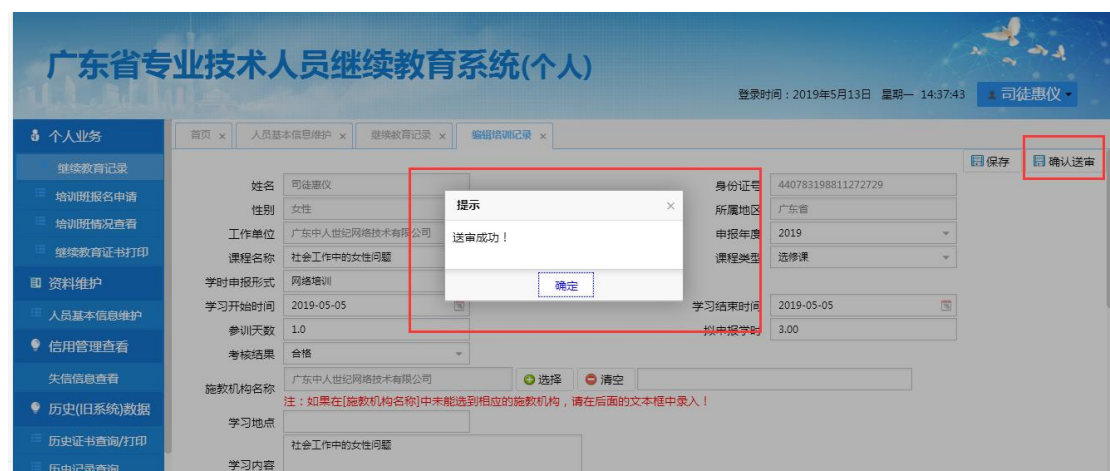 广东省专业技术人员继续教育系统(个人)
登录时间：2019年5月13日 星期一 14:37:43 司徒惠仪
个人业务
继续教育记录
培训班报名申请
培训班情况查看
继续教育证书打印
资料维护
人员基本信息维护
信用管理查看
失信信息查看
历史(旧系统)数据
历史证书查询/打印
历史记录查询
首页 × 人员基本信息维护 × 继续教育记录 × 编辑培训记录 ×
保存 确认送审
姓名 司徒惠仪 身份证号 440783198811272729
性别 女性 所属地区 广东省
工作单位 广东中人世纪网络技术有限公司 申报年度 2019
课程名称 社会工作中的女性问题 课程类型 选修课
学时申报形式 网络培训
学习开始时间 2019-05-05 学习结束时间 2019-05-05
参训天数 1.0 拟申报学时 3.00
考核结果 合格
施教机构名称 广东中人世纪网络技术有限公司 选择 清空
注：如果在[施教机构名称]中未能选到相应的施教机构，请在后面的文本框中录入！
学习地点
学习内容 社会工作中的女性问题
提示 ×
送审成功！
确定